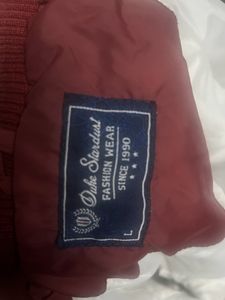 Duke Stardust
FASHION WEAR
SINCE 1990
L